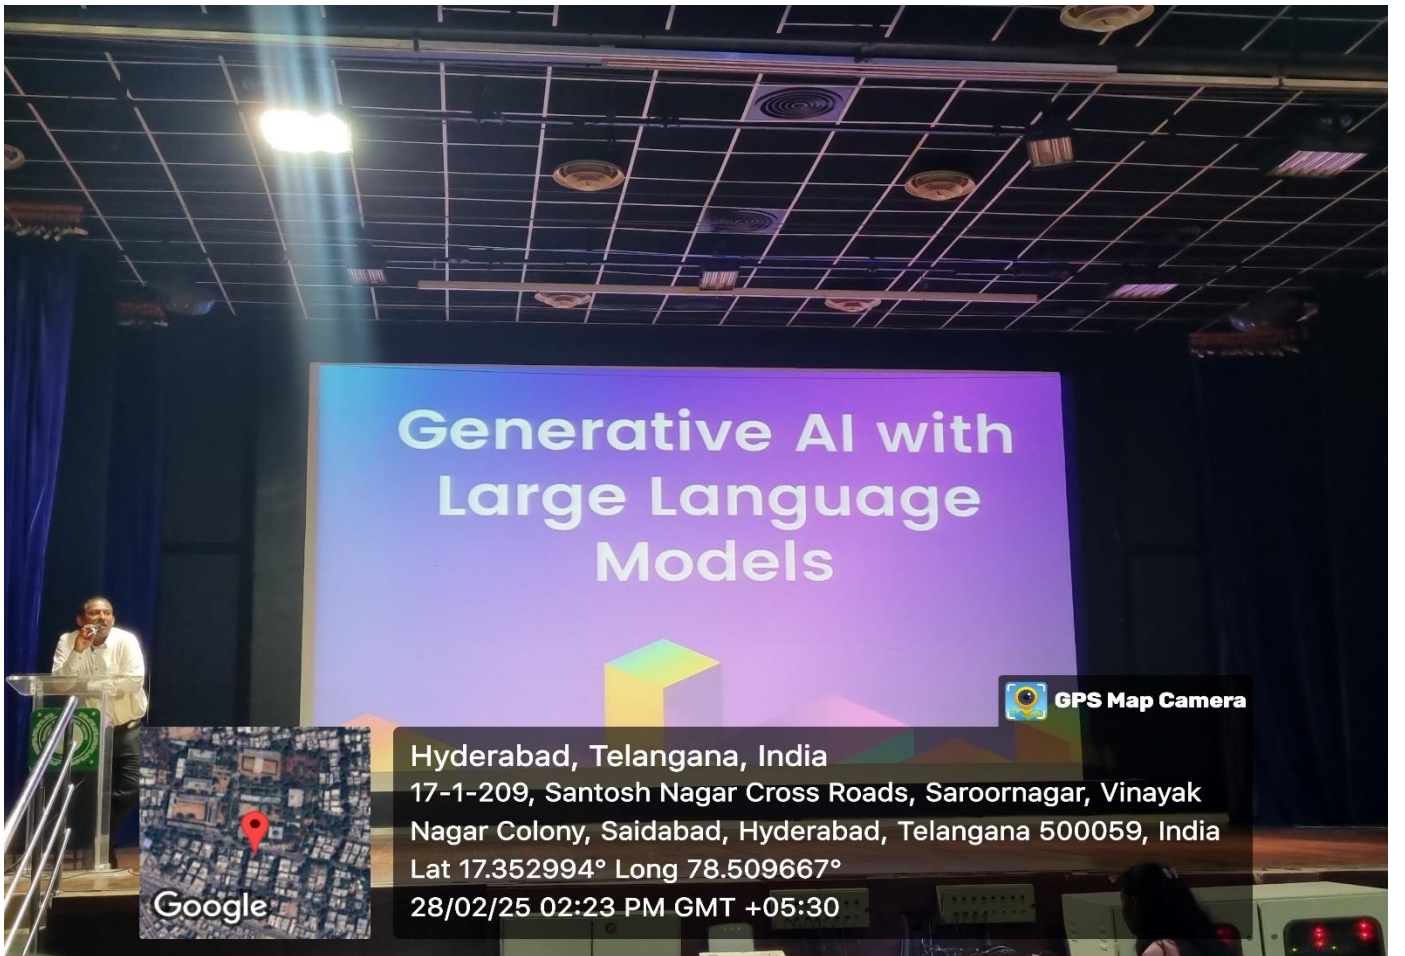 Generative AI with
Large Language
Models
GPS Map Camera
Hyderabad, Telangana, India
17-1-209, Santosh Nagar Cross Roads, Saroornagar, Vinayak
Nagar Colony, Saidabad, Hyderabad, Telangana 500059, India
Lat 17.352994° Long 78.509667°
28/02/25 02:23 PM GMT +05:30
Google